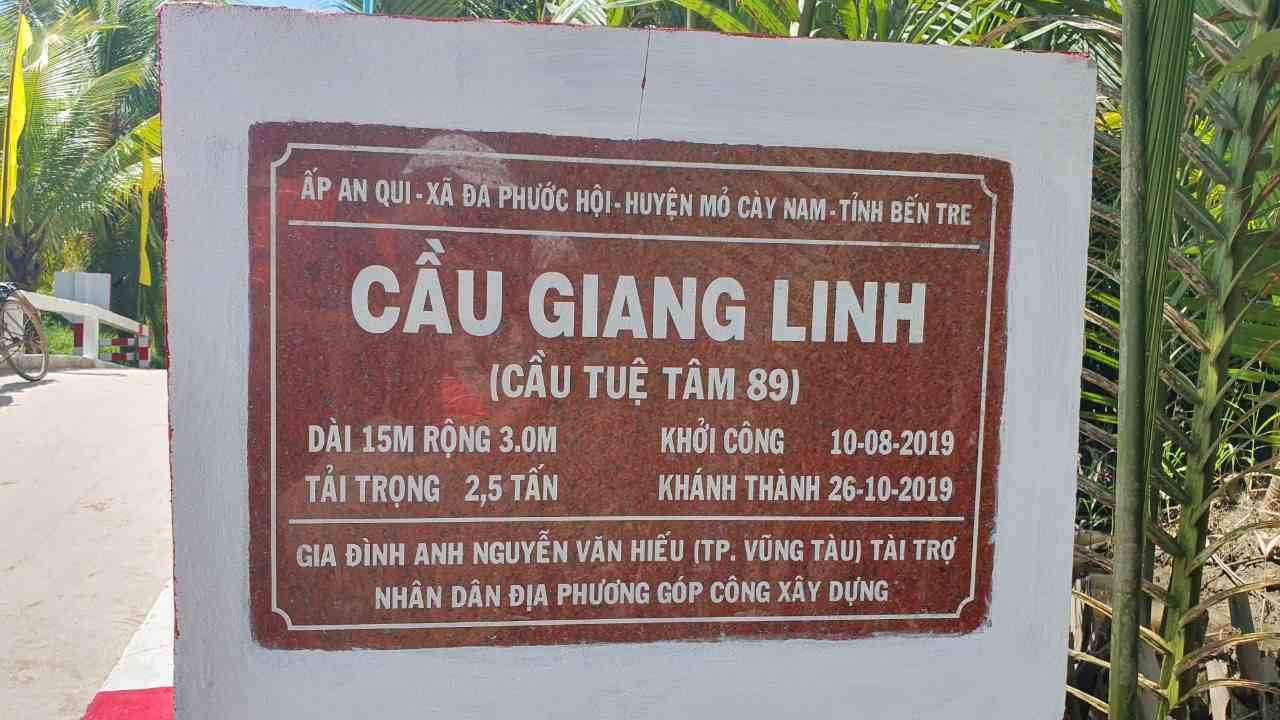 ẤP AN QUI - XÃ ĐA PHƯỚC HỘI - HUYỆN MỎ CÀY NAM - TỈNH BẾN TRE
CẦU GIANG LINH
(CẦU TUỆ TÂM 89)
DÀI 15M RỘNG 3.0M KHỞI CÔNG 10-08-2019
TẢI TRỌNG 2,5 TẤN KHÁNH THÀNH 26-10-2019
GIA ĐÌNH ANH NGUYỄN VĂN HIẾU (TP. VŨNG TÀU) TÀI TRỢ
NHÂN DÂN ĐỊA PHƯƠNG GÓP CÔNG XÂY DỰNG